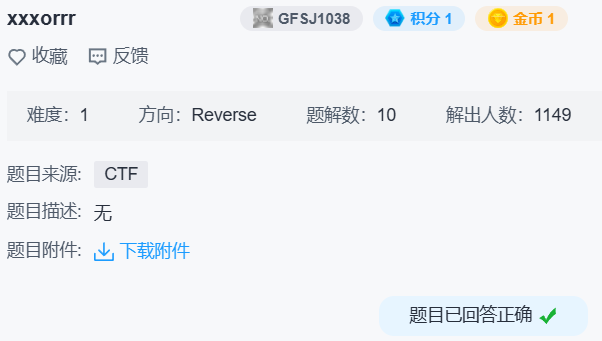 xxxorrr GFSJ1038 积分 1 金币 1
收藏 反馈
难度: 1 方向: Reverse 题解数: 10 解出人数: 1149
题目来源: CTF
题目描述: 无
题目附件: 下载附件
题目已回答正确